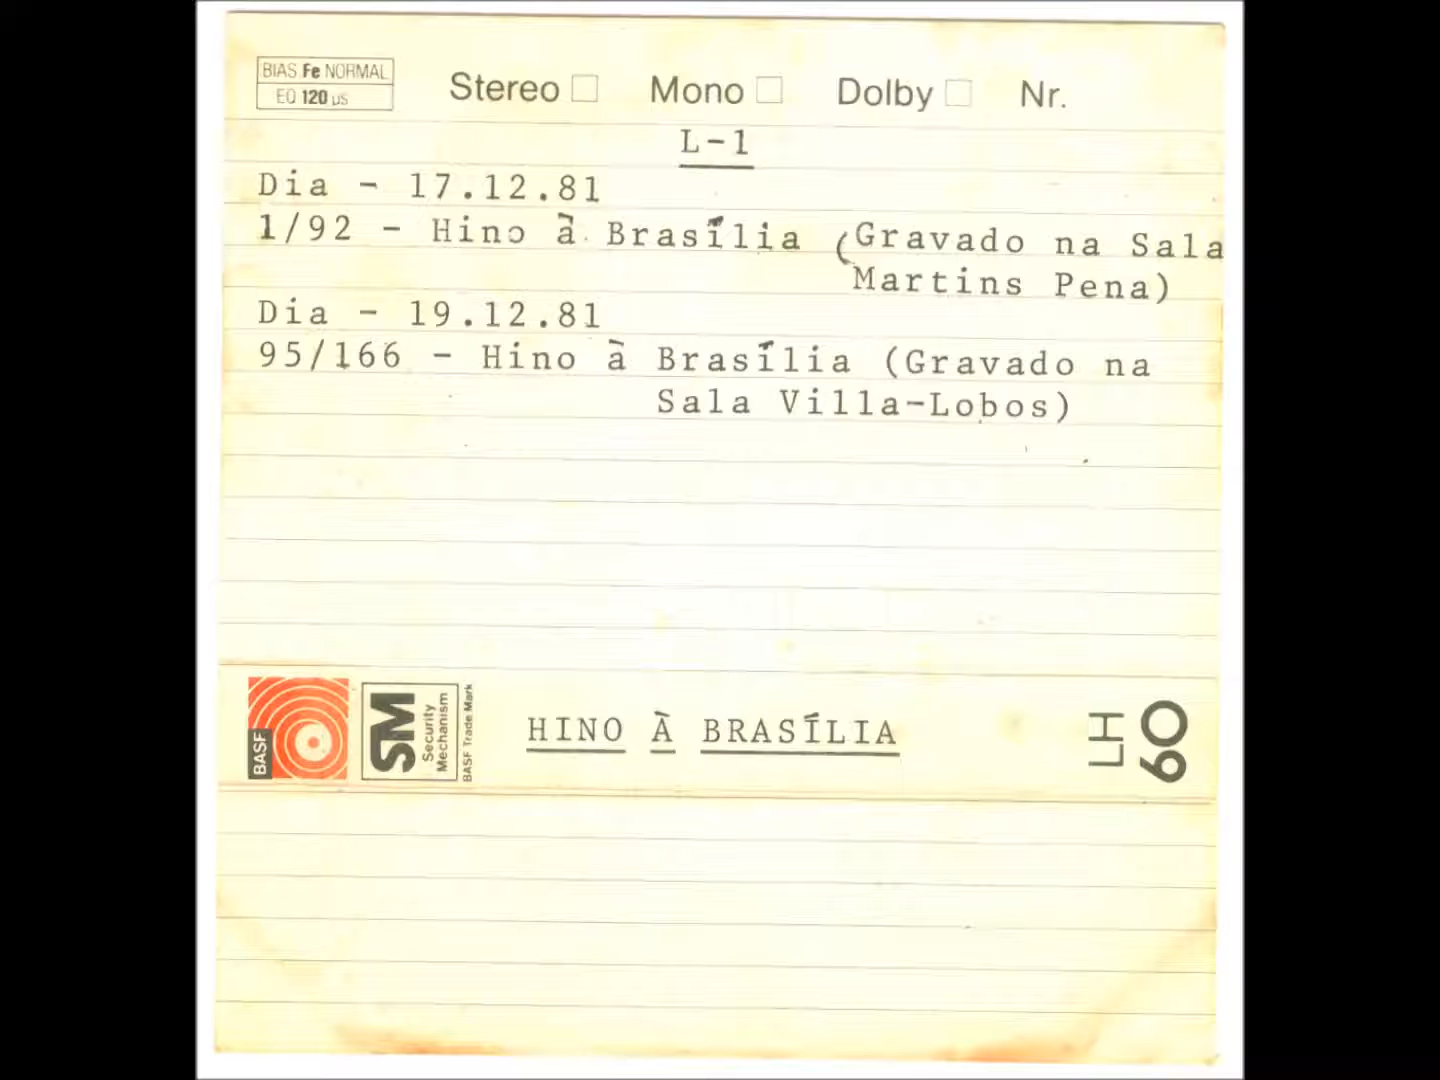 BIAS Fe NORMAL
EQ 120 µs
Stereo Mono Dolby Nr.
L-1
Dia - 17.12.81
1/92 - Hino à Brasília (Gravado na Sala
Martins Pena)
Dia - 19.12.81
95/166 - Hino à Brasília (Gravado na
Sala Villa-Lobos)
BASF
SM
Security
Mechanism
BASF Trade Mark
HINO À BRASÍLIA
LH
60